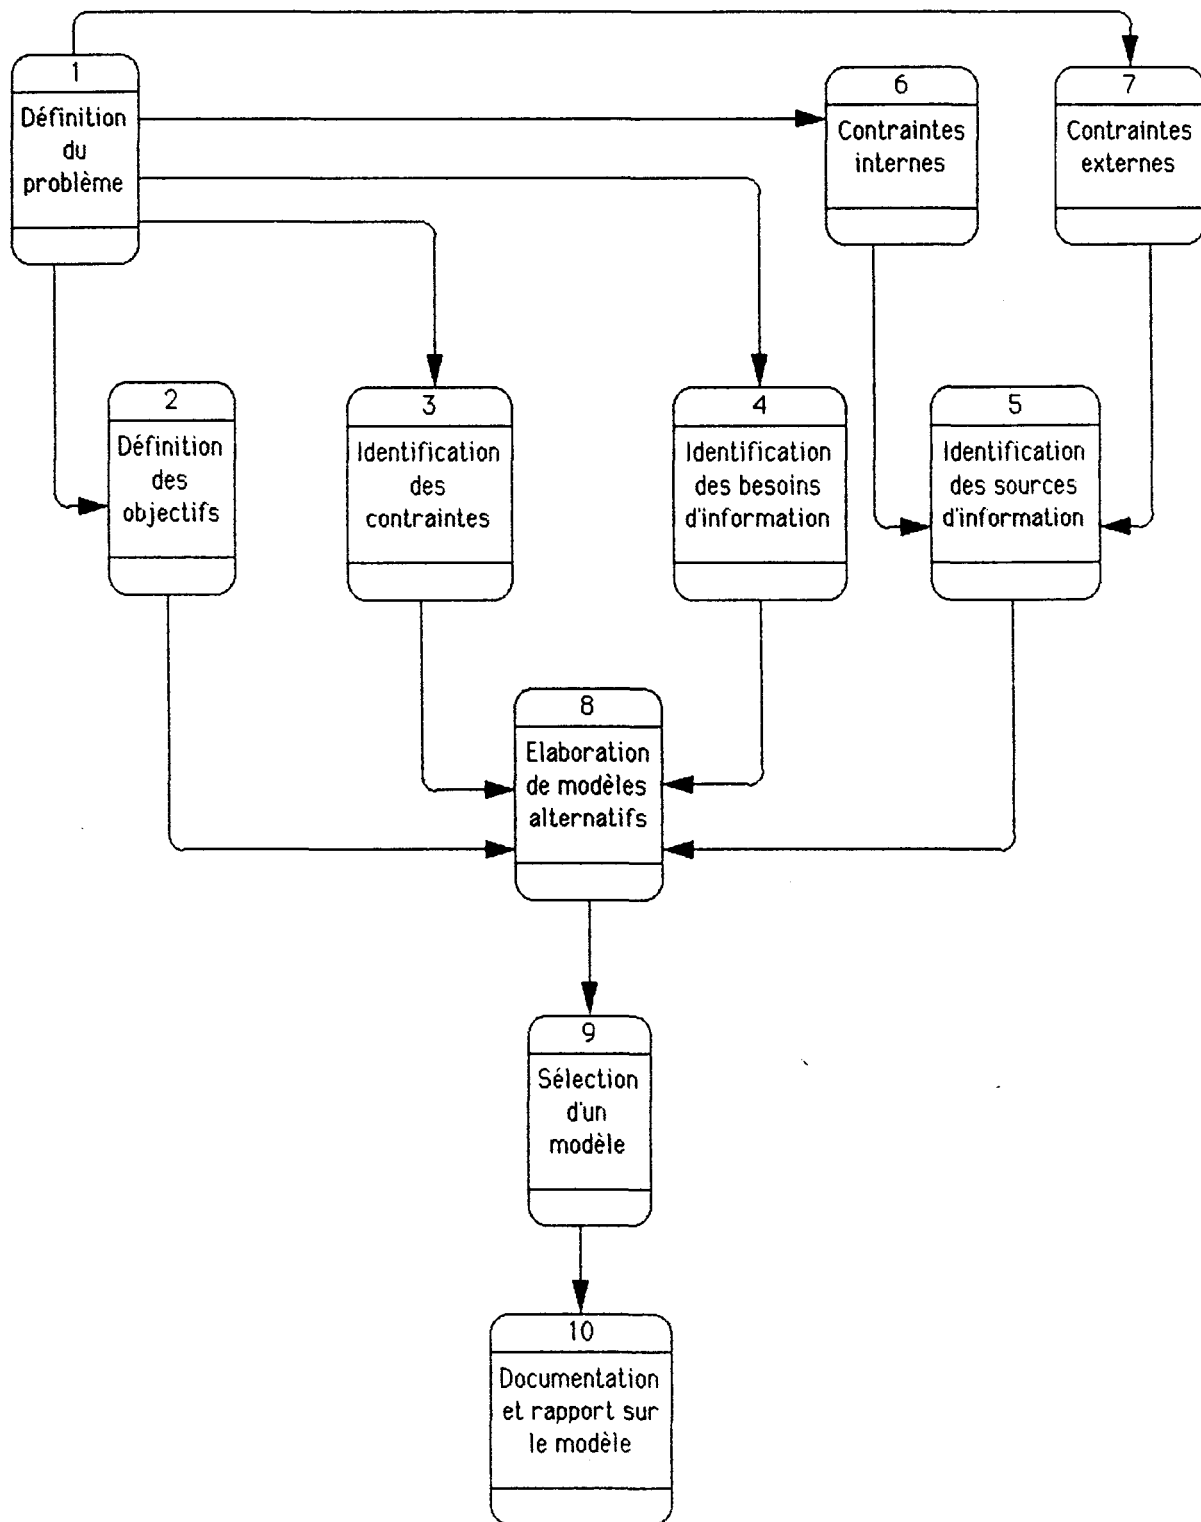 1
Définition
du
problème
6
Contraintes
internes
7
Contraintes
externes
2
Définition
des
objectifs
3
Identification
des
contraintes
4
Identification
des besoins
d'information
5
Identification
des sources
d'information
8
Elaboration
de modèles
alternatifs
9
Sélection
d'un
modèle
10
Documentation
et rapport sur
le modèle